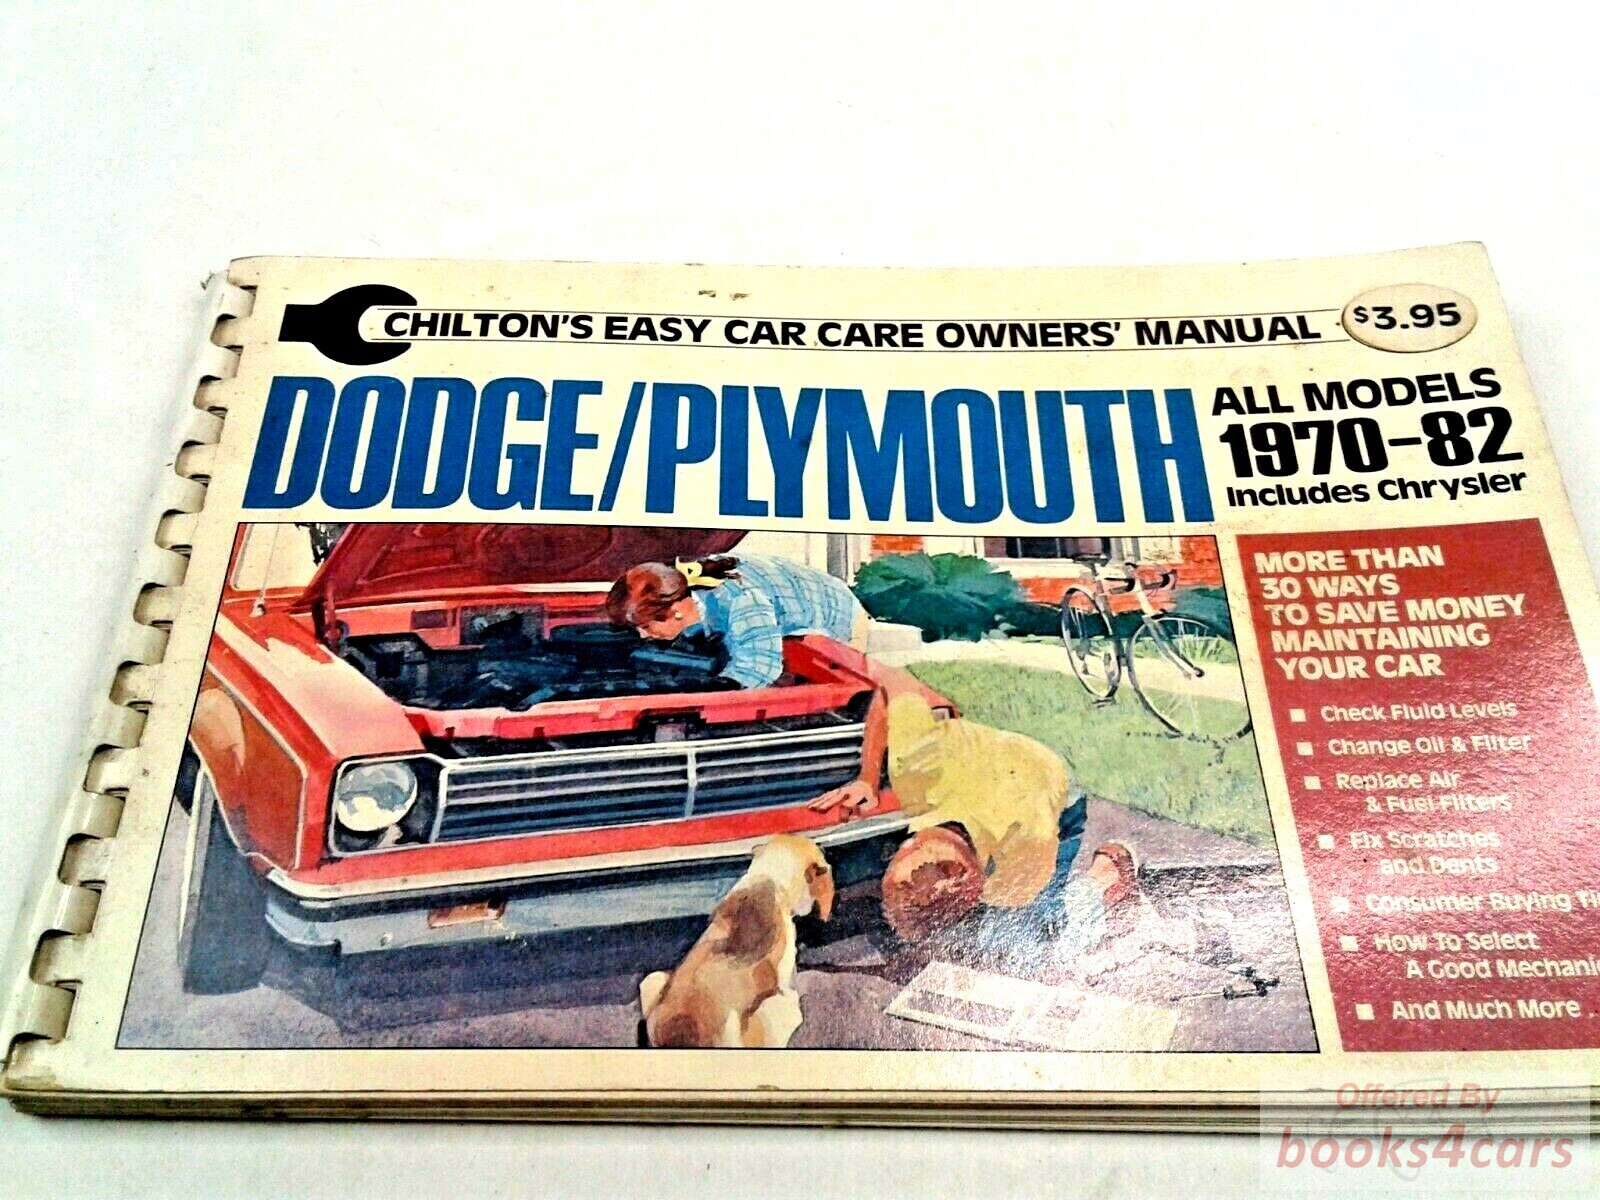 CHILTON'S EASY CAR CARE OWNERS' MANUAL
$3.95
DODGE/PLYMOUTH
ALL MODELS
1970-82
Includes Chrysler
MORE THAN
30 WAYS
TO SAVE MONEY
MAINTAINING
YOUR CAR
Check Fluid Levels
Change Oil & Filter
Replace Air
& Fuel Filters
Fix Scratches
and Dents
Consumer Buying
How To Select
A Good Mechanic
And Much More . .
Offered By
books4cars